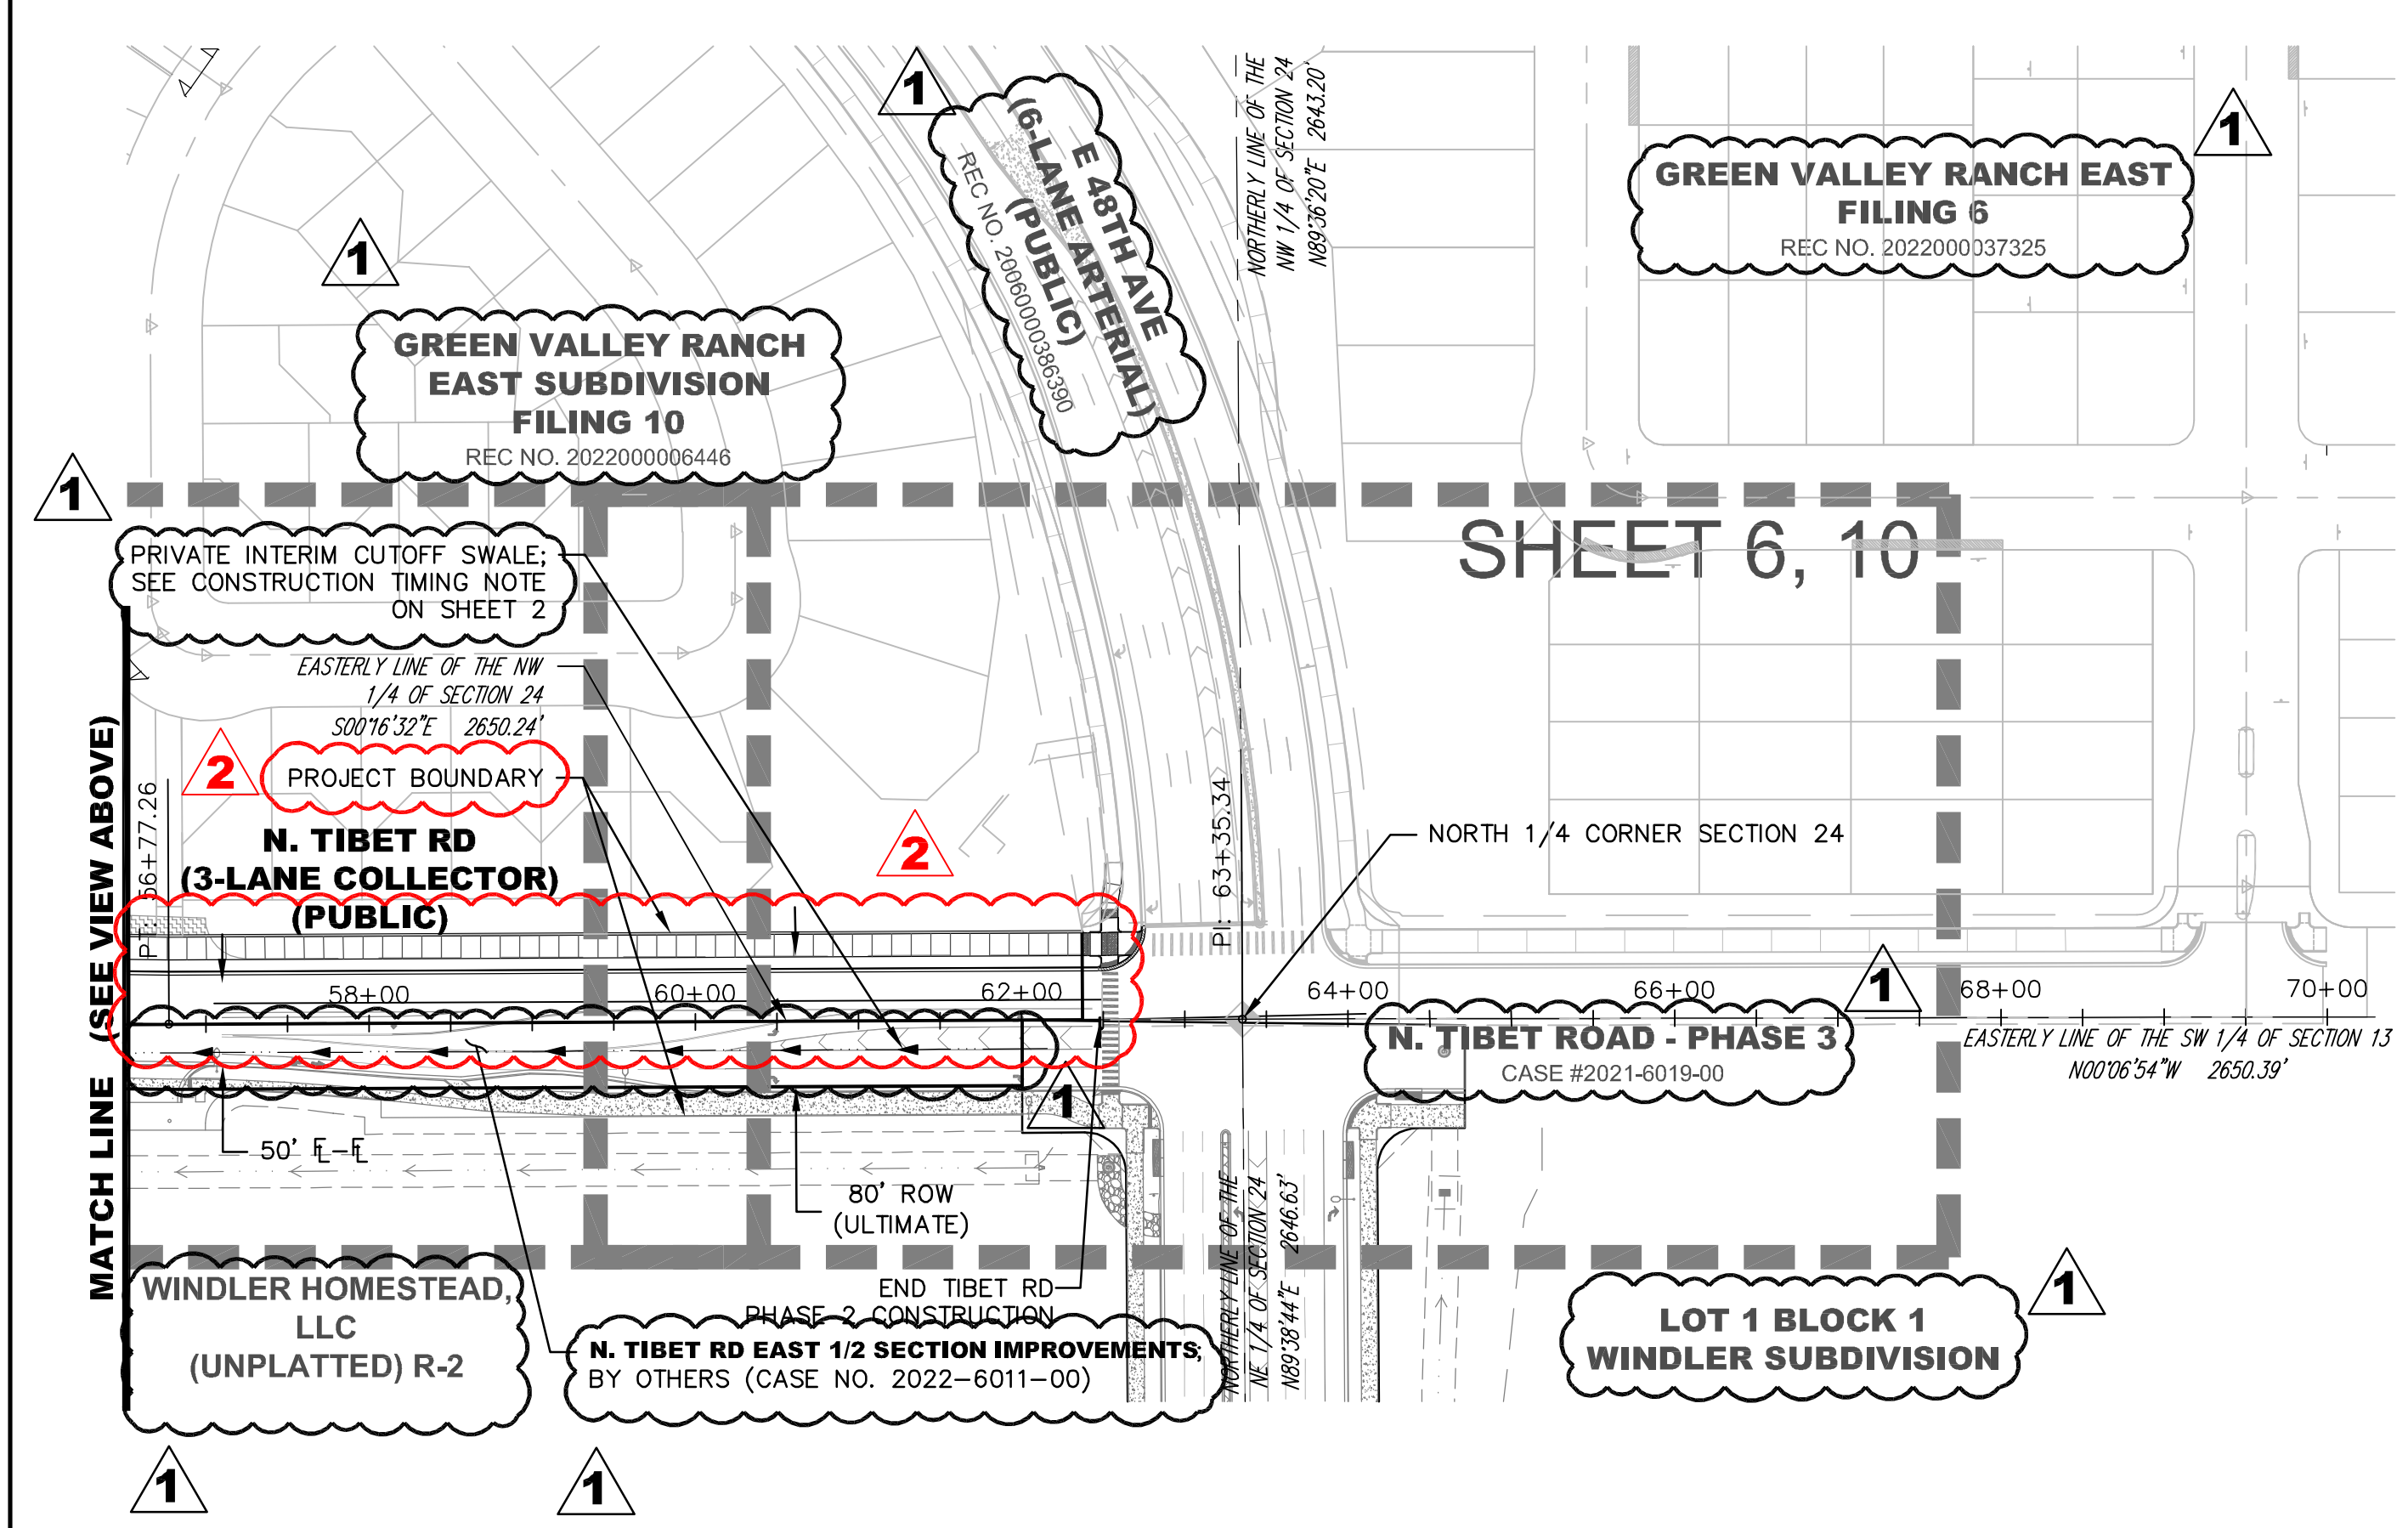 1
(6-LANE ARTERIAL)
E 48TH AVE
(PUBLIC)
REC NO. 2006000386390
NORTHERLY LINE OF THE
NW 1/4 OF SECTION 24
N89°36'20"E 2643.20'
1
GREEN VALLEY RANCH EAST
FILING 6
REC NO. 2022000037325
1
GREEN VALLEY RANCH
EAST SUBDIVISION
FILING 10
REC NO. 2022000006446
1
SHEET 6, 10
PRIVATE INTERIM CUTOFF SWALE;
SEE CONSTRUCTION TIMING NOTE
ON SHEET 2
EASTERLY LINE OF THE NW
1/4 OF SECTION 24
S00°16'32"E 2650.24'
2
PROJECT BOUNDARY
N. TIBET RD
(3-LANE COLLECTOR)
(PUBLIC)
2
PT: 56+77.26
PI: 63+35.34
NORTH 1/4 CORNER SECTION 24
MATCH LINE (SEE VIEW ABOVE)
58+00
60+00
62+00
64+00
66+00
68+00
70+00
1
N. TIBET ROAD - PHASE 3
CASE #2021-6019-00
EASTERLY LINE OF THE SW 1/4 OF SECTION 13
N00°06'54"W 2650.39'
1
50' FL-FL
80' ROW
(ULTIMATE)
NORTHERLY LINE OF THE
NE 1/4 OF SECTION 24
N89°38'44"E 2646.63'
END TIBET RD
PHASE 2 CONSTRUCTION
WINDLER HOMESTEAD,
LLC
(UNPLATTED) R-2
N. TIBET RD EAST 1/2 SECTION IMPROVEMENTS;
BY OTHERS (CASE NO. 2022-6011-00)
LOT 1 BLOCK 1
WINDLER SUBDIVISION
1
1
1